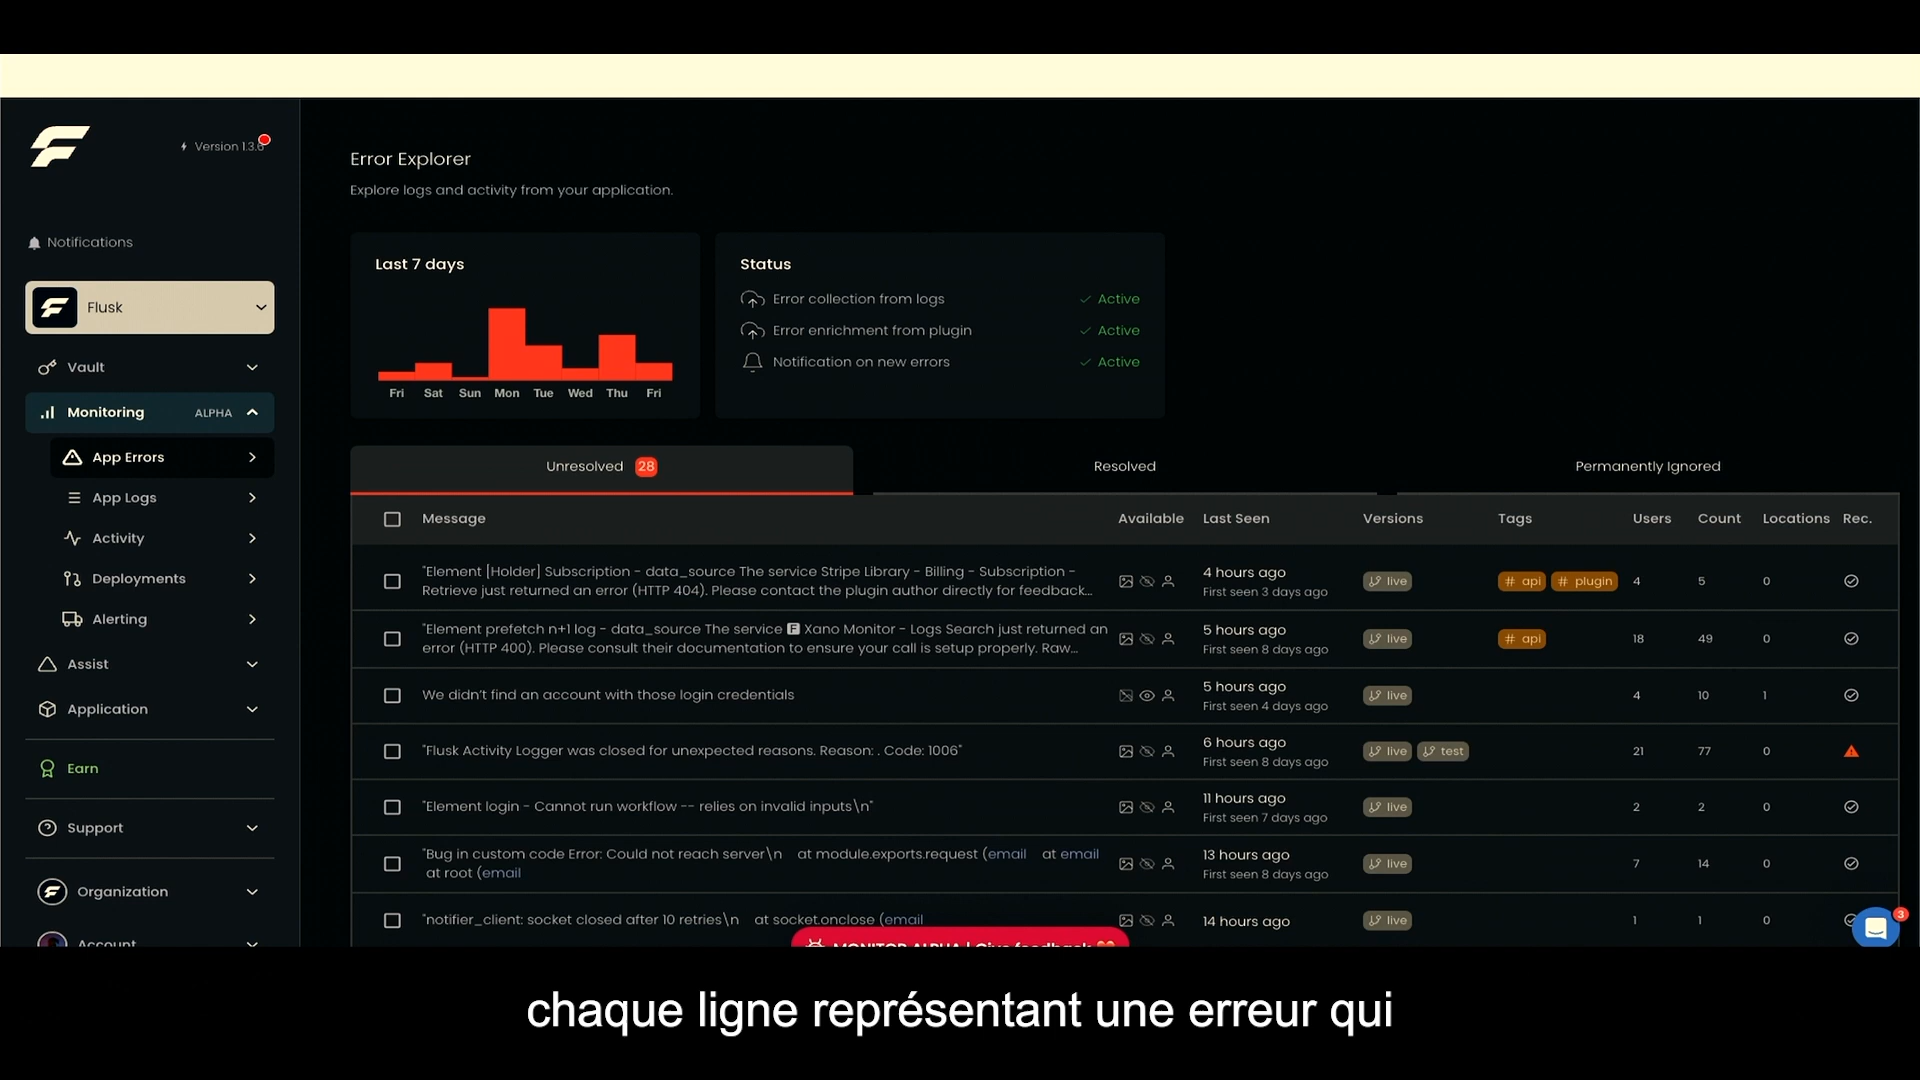 Version 1.3.6
Notifications
Flusk
Vault
Monitoring ALPHA
App Errors
App Logs
Activity
Deployments
Alerting
Assist
Application
Earn
Support
Organization
Account
Error Explorer
Explore logs and activity from your application.
Last 7 days
Fri Sat Sun Mon Tue Wed Thu Fri
Status
Error collection from logs Active
Error enrichment from plugin Active
Notification on new errors Active
Unresolved 28 Resolved Permanently Ignored
Message Available Last Seen Versions Tags Users Count Locations Rec.
"Element [Holder] Subscription - data_source The service Stripe Library - Billing - Subscription -
Retrieve just returned an error (HTTP 404). Please contact the plugin author directly for feedback...
4 hours ago
First seen 3 days ago
live # api # plugin 4 5 0
"Element prefetch n+1 log - data_source The service F Xano Monitor - Logs Search just returned an
error (HTTP 400). Please consult their documentation to ensure your call is setup properly. Raw...
5 hours ago
First seen 8 days ago
live # api 18 49 0
We didn't find an account with those login credentials
5 hours ago
First seen 4 days ago
live 4 10 1
"Flusk Activity Logger was closed for unexpected reasons. Reason: . Code: 1006"
6 hours ago
First seen 8 days ago
live test 21 77 0
"Element login - Cannot run workflow -- relies on invalid inputs\n"
11 hours ago
First seen 7 days ago
live 2 2 0
"Bug in custom code Error: Could not reach server\n at module.exports.request (email at email
at root (email
13 hours ago
First seen 8 days ago
live 7 14 0
"notifier_client: socket closed after 10 retries\n at socket.onclose (email
14 hours ago
live 1 1 0
MONITOR ALPHA | Give feedback
3
chaque ligne représentant une erreur qui